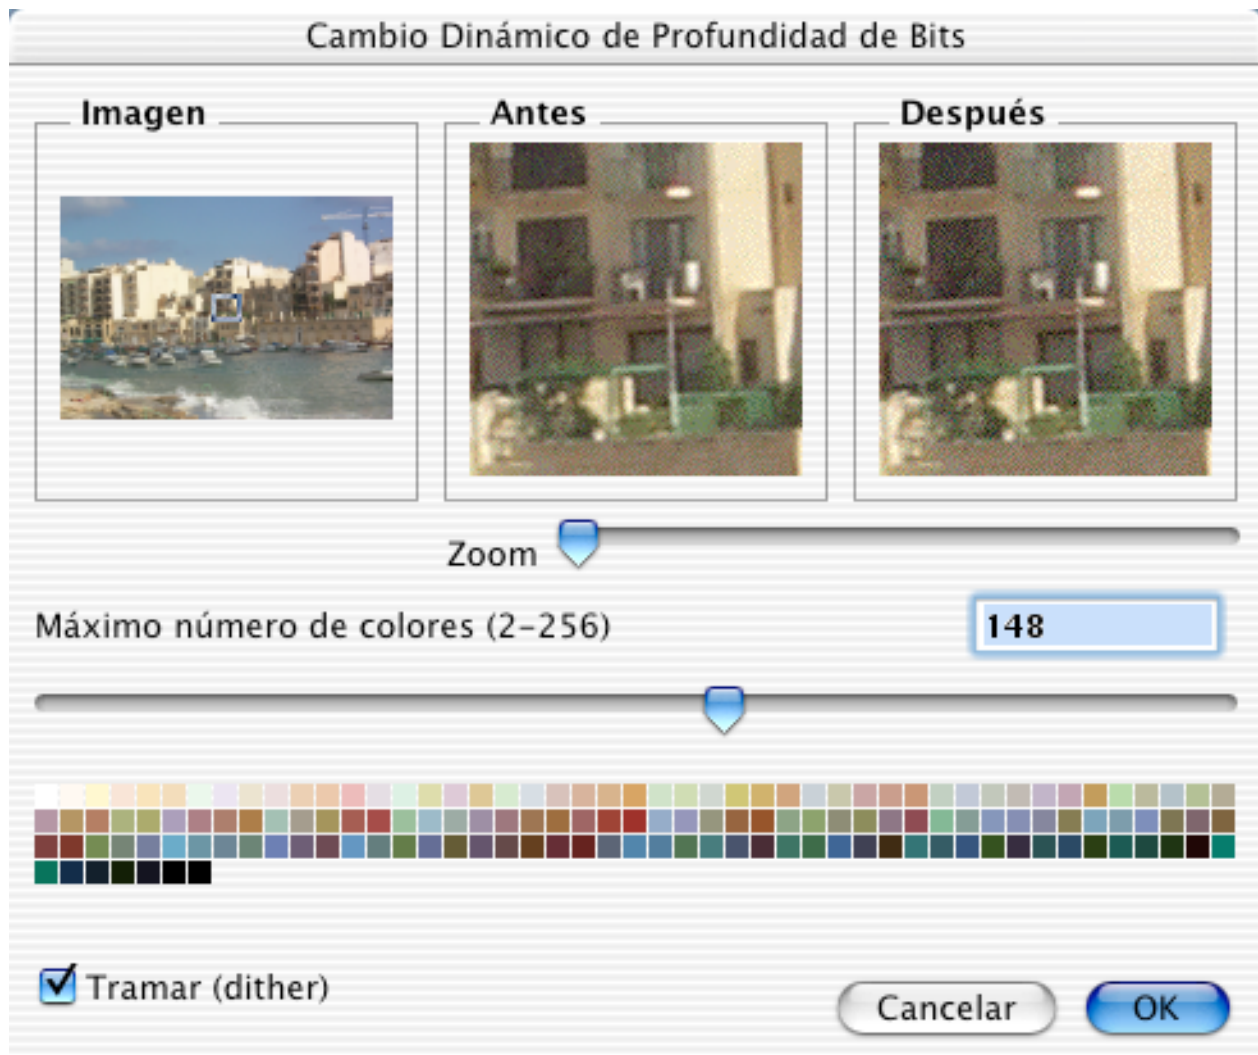 Cambio Dinámico de Profundidad de Bits
Imagen
Antes
Después
Zoom
Máximo número de colores (2-256)
148
Tramar (dither)
Cancelar
OK